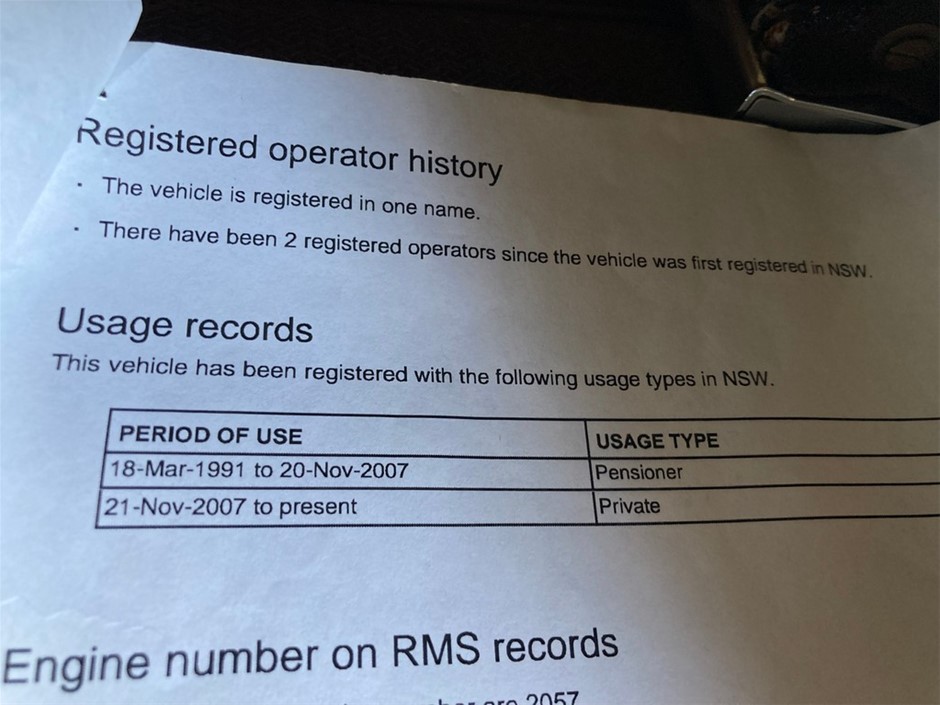 Registered operator history
· The vehicle is registered in one name.
· There have been 2 registered operators since the vehicle was first registered in NSW.
Usage records
This vehicle has been registered with the following usage types in NSW.
PERIOD OF USE USAGE TYPE
18-Mar-1991 to 20-Nov-2007 Pensioner
21-Nov-2007 to present Private
Engine number on RMS records
are 2057